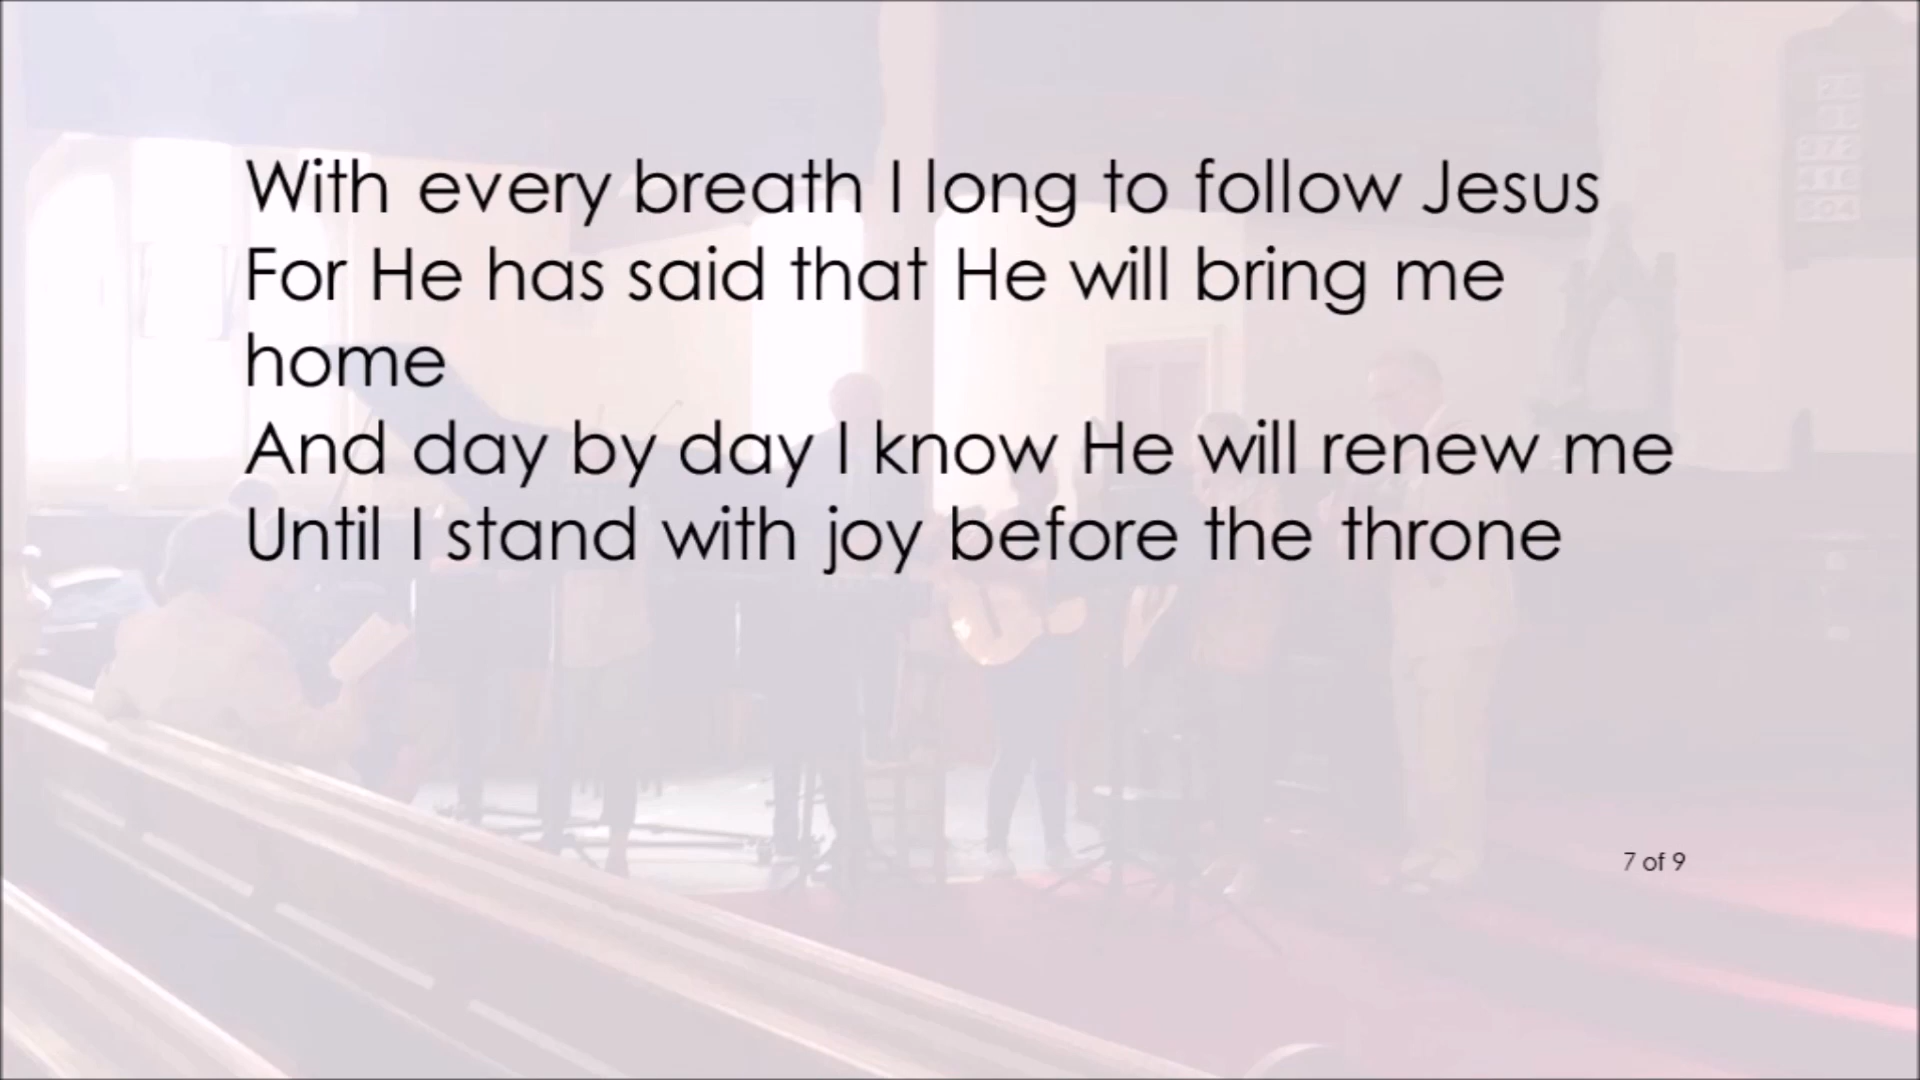 With every breath I long to follow Jesus
For He has said that He will bring me
home
And day by day I know He will renew me
Until I stand with joy before the throne
7 of 9